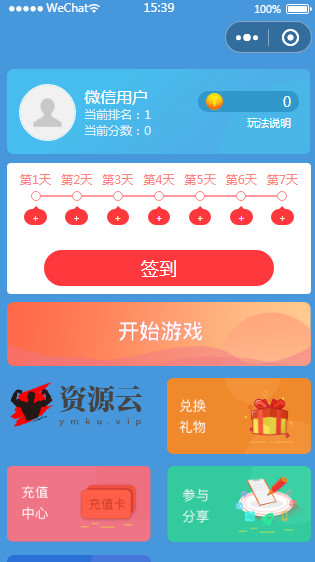 WeChat 15:39 100%
微信用户
当前排名：1
当前分数：0
0
玩法说明
第1天 第2天 第3天 第4天 第5天 第6天 第7天
+ + + + + + +
签到
开始游戏
资源云
ymku.vip
兑换
礼物
充值
中心
充值卡
参与
分享